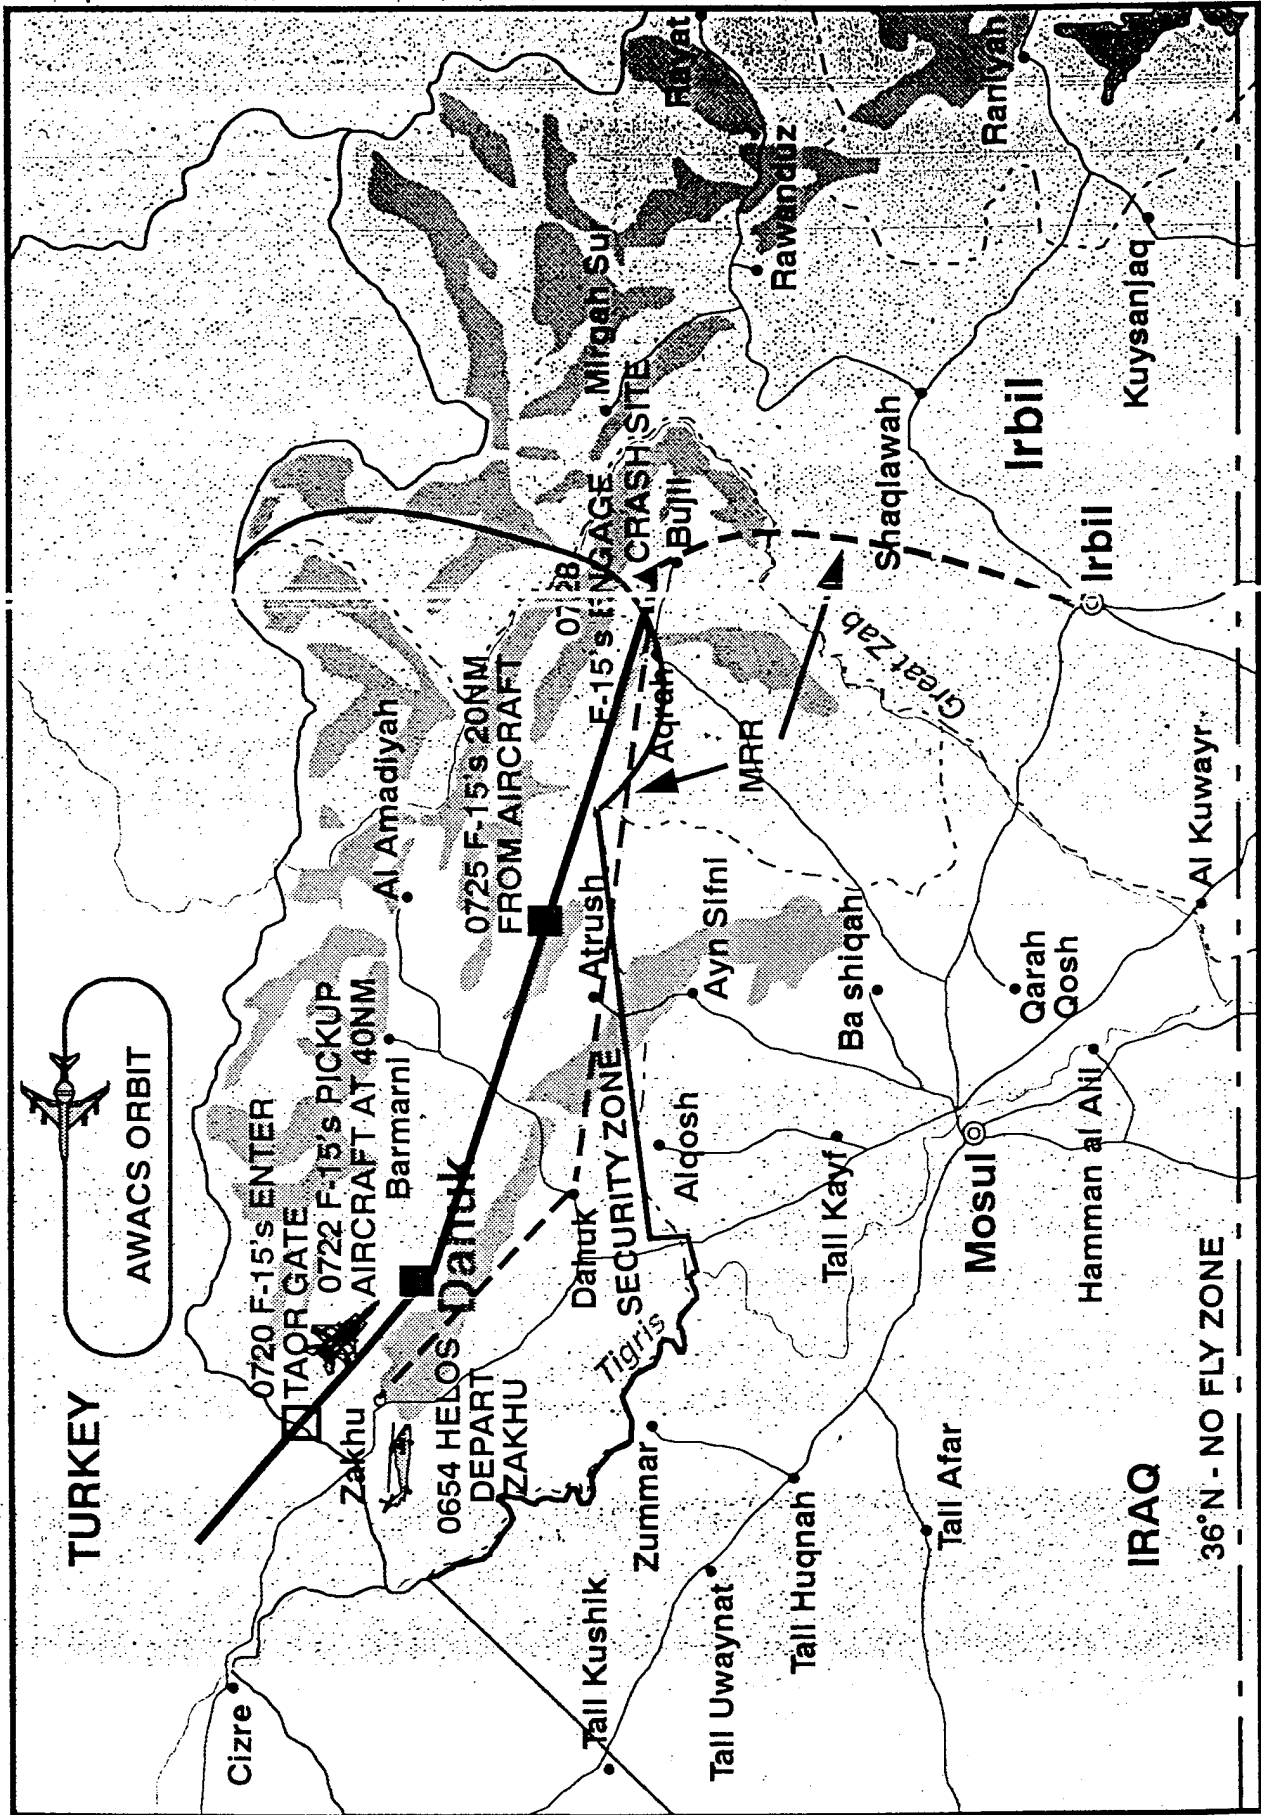 TURKEY
AWACS ORBIT
0720 F-15's ENTER
TAOR GATE
0722 F-15's PICKUP
AIRCRAFT AT 40NM
Cizre
Zakhu
Barmarni
Al Amadiyah
Dahuk
0654 HELOS
DEPART
ZAKHU
0725 F-15's 20NM
FROM AIRCRAFT
0728
F-15's ENGAGE
CRASH SITE
Mirgah Sur
Rayat
Dahuk
Atrush
SECURITY ZONE
Aqrah
Bujil
Tigris
Tall Kushik
Zummar
Alqosh
Ayn Sifni
MRR
Rawanduz
Tall Uwaynat
Tall Huqnah
Tall Kayf
Ba shiqah
Great Zab
Shaqlawah
Raniyah
Tall Afar
Mosul
Qarah
Qosh
Irbil
Irbil
Hamman al Alil
Kuysanjaq
IRAQ
Al Kuwayr
36°N - NO FLY ZONE